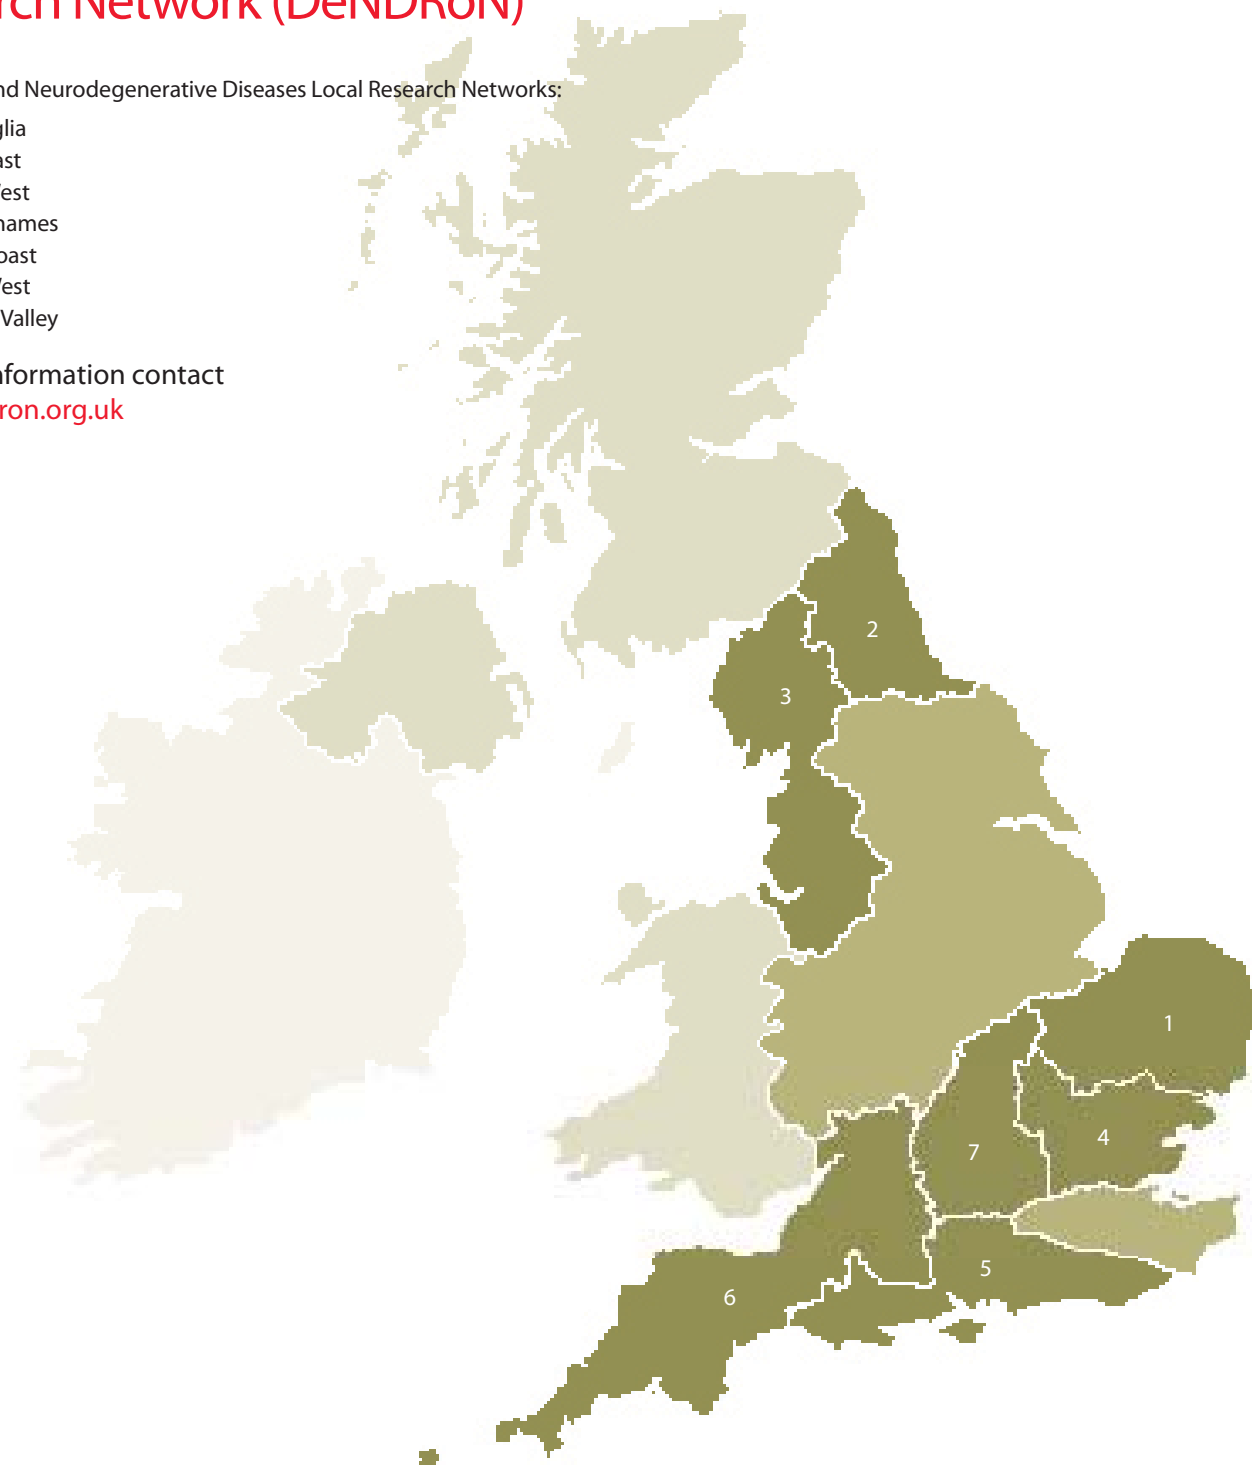 rch Network (DeNDRoN)
nd Neurodegenerative Diseases Local Research Networks:
glia
ast
est
hames
oast
est
Valley
nformation contact
ron.org.uk
2
3
1
4
7
5
6